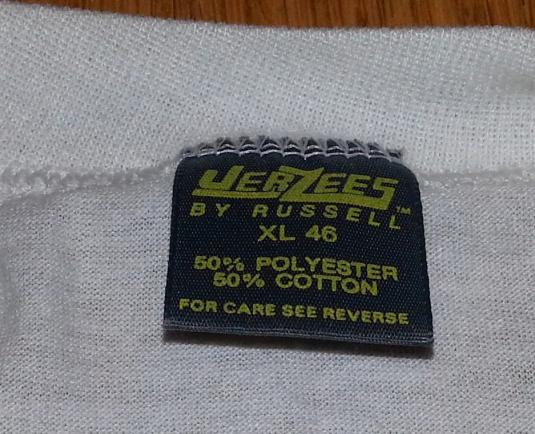 JERZEES
BY RUSSELL™
XL 46
50% POLYESTER
50% COTTON
FOR CARE SEE REVERSE